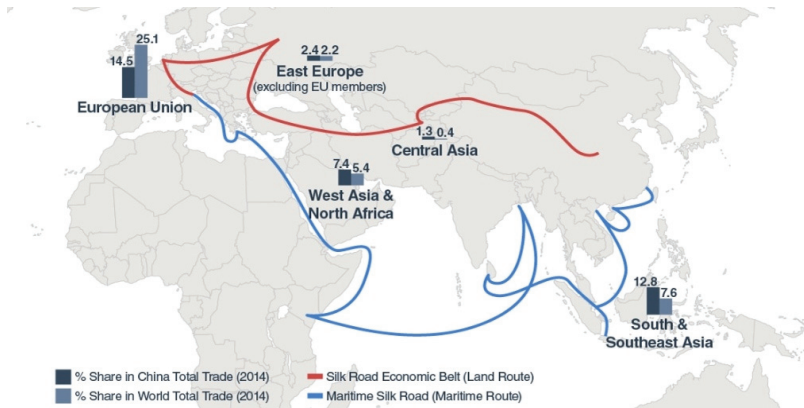 25.1
14.5
European Union
2.4 2.2
East Europe
(excluding EU members)
1.3 0.4
Central Asia
7.4
5.4
West Asia &
North Africa
12.8
7.6
South &
Southeast Asia
% Share in China Total Trade (2014)
% Share in World Total Trade (2014)
Silk Road Economic Belt (Land Route)
Maritime Silk Road (Maritime Route)